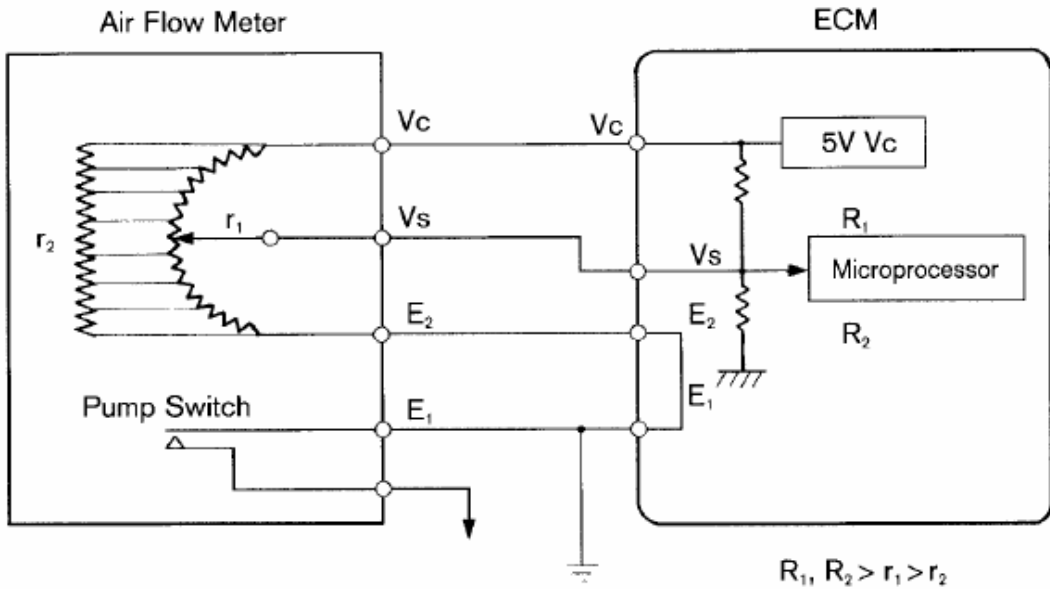 Air Flow Meter
ECM
Vc
Vc
5V Vc
r₂
r₁
Vs
Vs
R₁
Microprocessor
E₂
E₂
R₂
Pump Switch
E₁
E₁
R₁, R₂ > r₁ > r₂